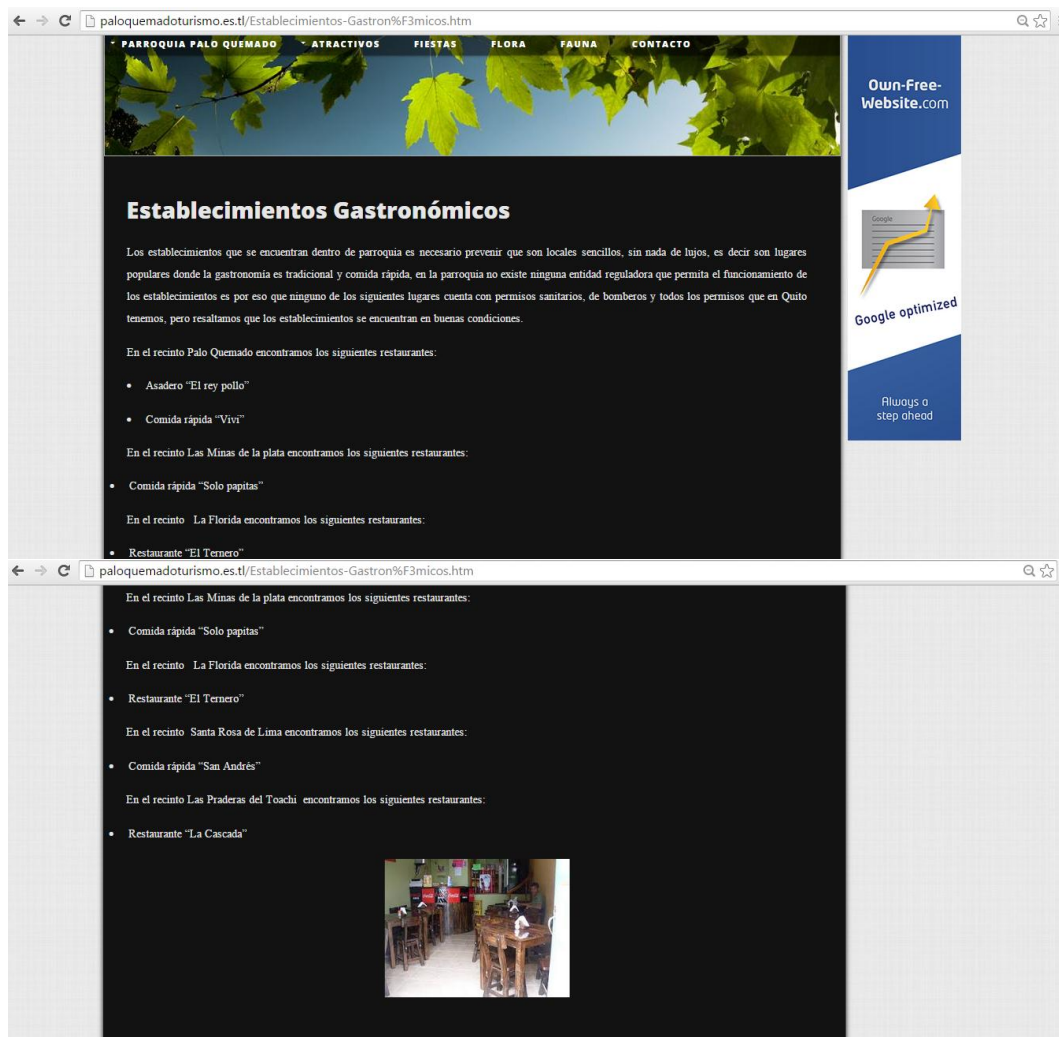 paloquemadoturismo.es.tl/Establecimientos-Gastron%F3micos.htm
PARROQUIA PALO QUEMADO ATRACTIVOS FIESTAS FLORA FAUNA CONTACTO
Own-Free-
Website.com
Google
Google optimized
Always a
step ahead
Establecimientos Gastronómicos
Los establecimientos que se encuentran dentro de parroquia es necesario prevenir que son locales sencillos, sin nada de lujos, es decir son lugares
populares donde la gastronomía es tradicional y comida rápida, en la parroquia no existe ninguna entidad reguladora que permita el funcionamiento de
los establecimientos es por eso que ninguno de los siguientes lugares cuenta con permisos sanitarios, de bomberos y todos los permisos que en Quito
tenemos, pero resaltamos que los establecimientos se encuentran en buenas condiciones.
En el recinto Palo Quemado encontramos los siguientes restaurantes:
• Asadero “El rey pollo”
• Comida rápida “Vivi”
En el recinto Las Minas de la plata encontramos los siguientes restaurantes:
• Comida rápida “Solo papitas”
En el recinto La Florida encontramos los siguientes restaurantes:
• Restaurante “El Ternero”
paloquemadoturismo.es.tl/Establecimientos-Gastron%F3micos.htm
En el recinto Las Minas de la plata encontramos los siguientes restaurantes:
• Comida rápida “Solo papitas”
En el recinto La Florida encontramos los siguientes restaurantes:
• Restaurante “El Ternero”
En el recinto Santa Rosa de Lima encontramos los siguientes restaurantes:
• Comida rápida “San Andrés”
En el recinto Las Praderas del Toachi encontramos los siguientes restaurantes:
• Restaurante “La Cascada”